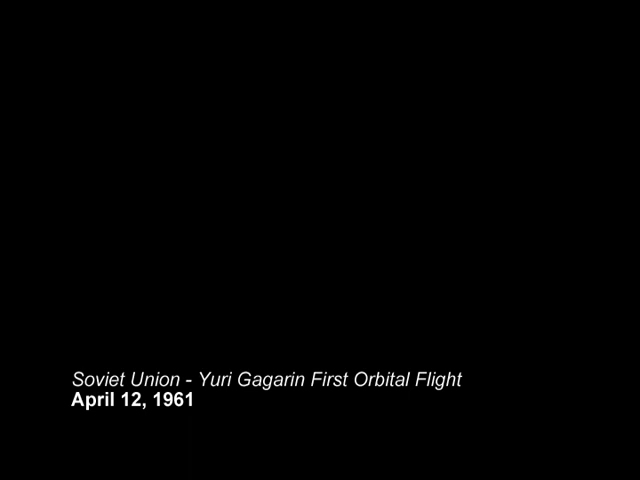 Soviet Union - Yuri Gagarin First Orbital Flight
April 12, 1961